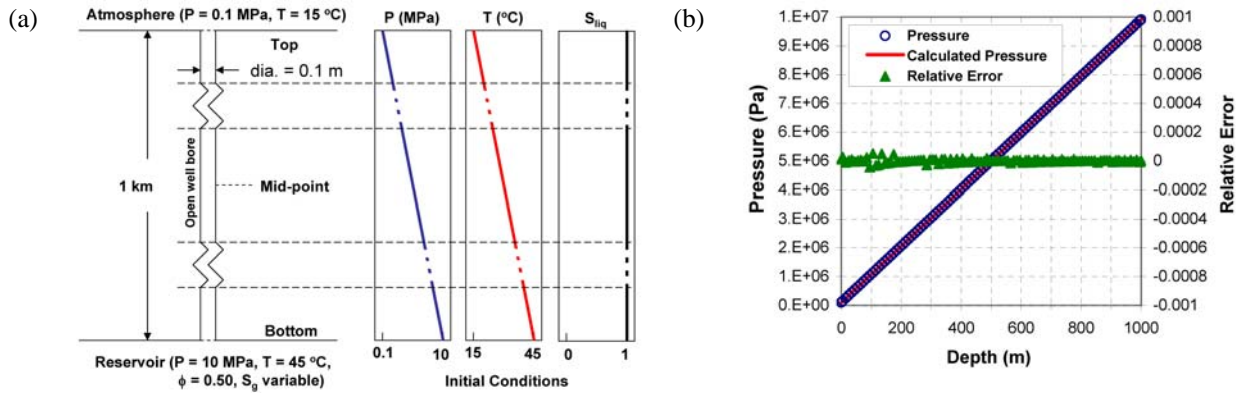 (a)
Atmosphere (P = 0.1 MPa, T = 15 ºC)
P (MPa)
T (ºC)
Sliq
Top
dia. = 0.1 m
1 km
Open well bore
Mid-point
Bottom
Reservoir (P = 10 MPa, T = 45 ºC,
ϕ = 0.50, Sg variable)
0.1 10
15 45
0 1
Initial Conditions
(b)
1.E+07
9.E+06
8.E+06
7.E+06
6.E+06
5.E+06
4.E+06
3.E+06
2.E+06
1.E+06
0.E+00
Pressure (Pa)
Pressure
Calculated Pressure
Relative Error
0.001
0.0008
0.0006
0.0004
0.0002
0
-0.0002
-0.0004
-0.0006
-0.0008
-0.001
Relative Error
0 200 400 600 800 1000
Depth (m)